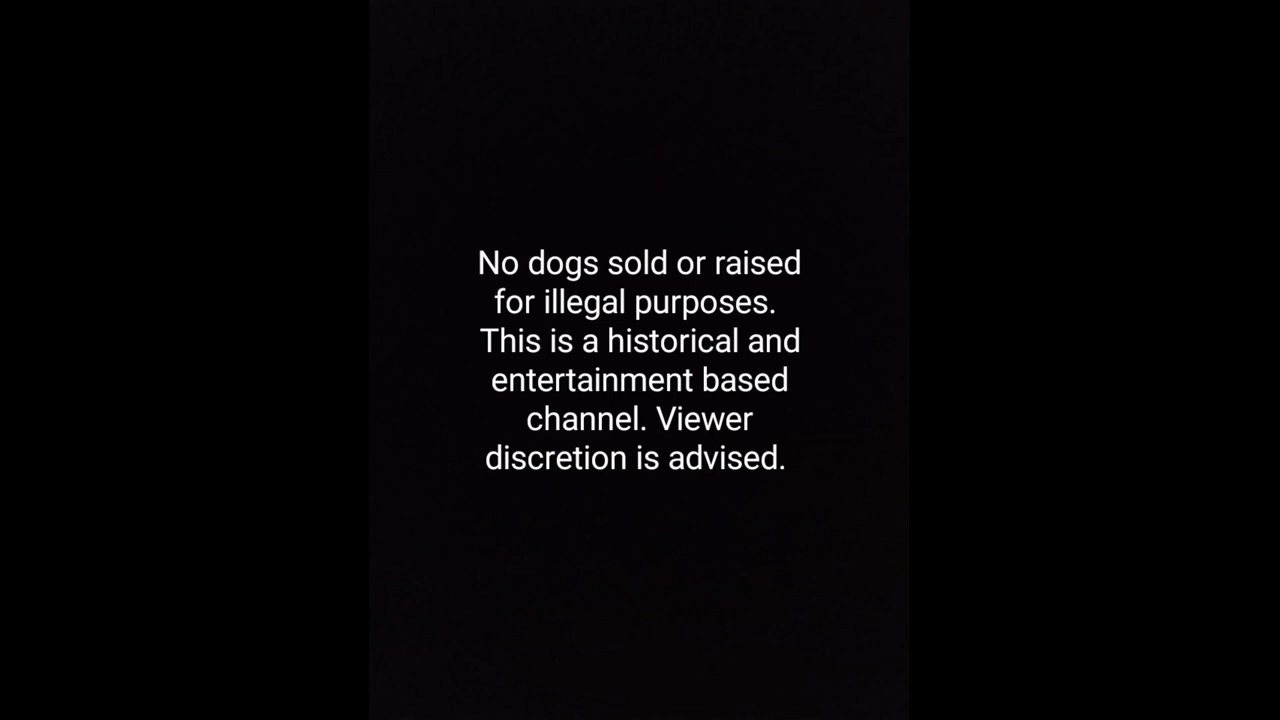 No dogs sold or raised
for illegal purposes.
This is a historical and
entertainment based
channel. Viewer
discretion is advised.